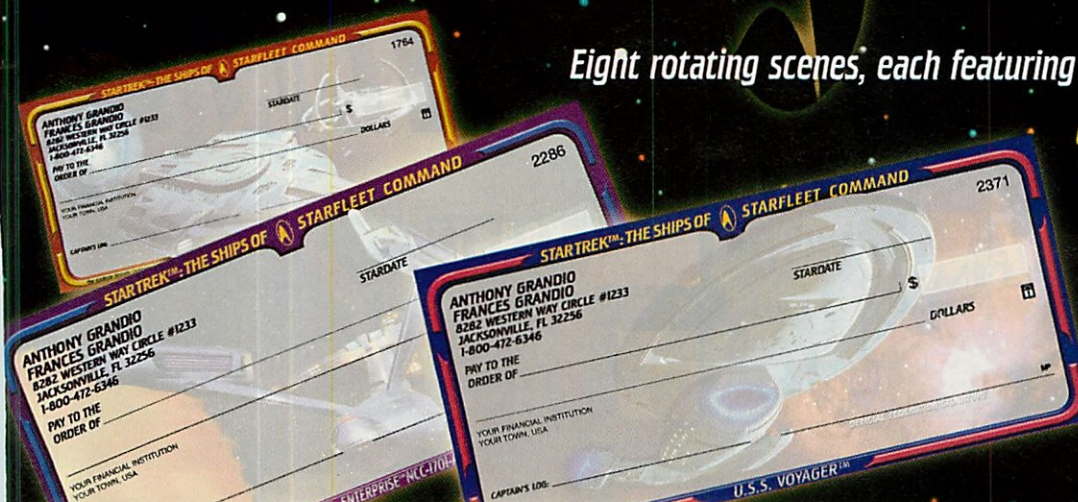 Eight rotating scenes, each featuring
STAR TREK™: THE SHIPS OF STARFLEET COMMAND
1764
ANTHONY GRANDIO
FRANCES GRANDIO
8282 WESTERN WAY CIRCLE #1233
JACKSONVILLE, FL 32256
1-800-472-6346
STARDATE
PAY TO THE
ORDER OF
$
DOLLARS
YOUR FINANCIAL INSTITUTION
YOUR TOWN, USA
CAPTAIN'S LOG:
STAR TREK™: THE SHIPS OF STARFLEET COMMAND
2286
ANTHONY GRANDIO
FRANCES GRANDIO
8282 WESTERN WAY CIRCLE #1233
JACKSONVILLE, FL 32256
1-800-472-6346
STARDATE
PAY TO THE
ORDER OF
YOUR FINANCIAL INSTITUTION
YOUR TOWN, USA
ENTERPRISE™ NCC-1701-
STAR TREK™: THE SHIPS OF STARFLEET COMMAND
2371
ANTHONY GRANDIO
FRANCES GRANDIO
8282 WESTERN WAY CIRCLE #1233
JACKSONVILLE, FL 32256
1-800-472-6346
STARDATE
PAY TO THE
ORDER OF
$
DOLLARS
YOUR FINANCIAL INSTITUTION
YOUR TOWN, USA
MP
CAPTAIN'S LOG:
U.S.S. VOYAGER™